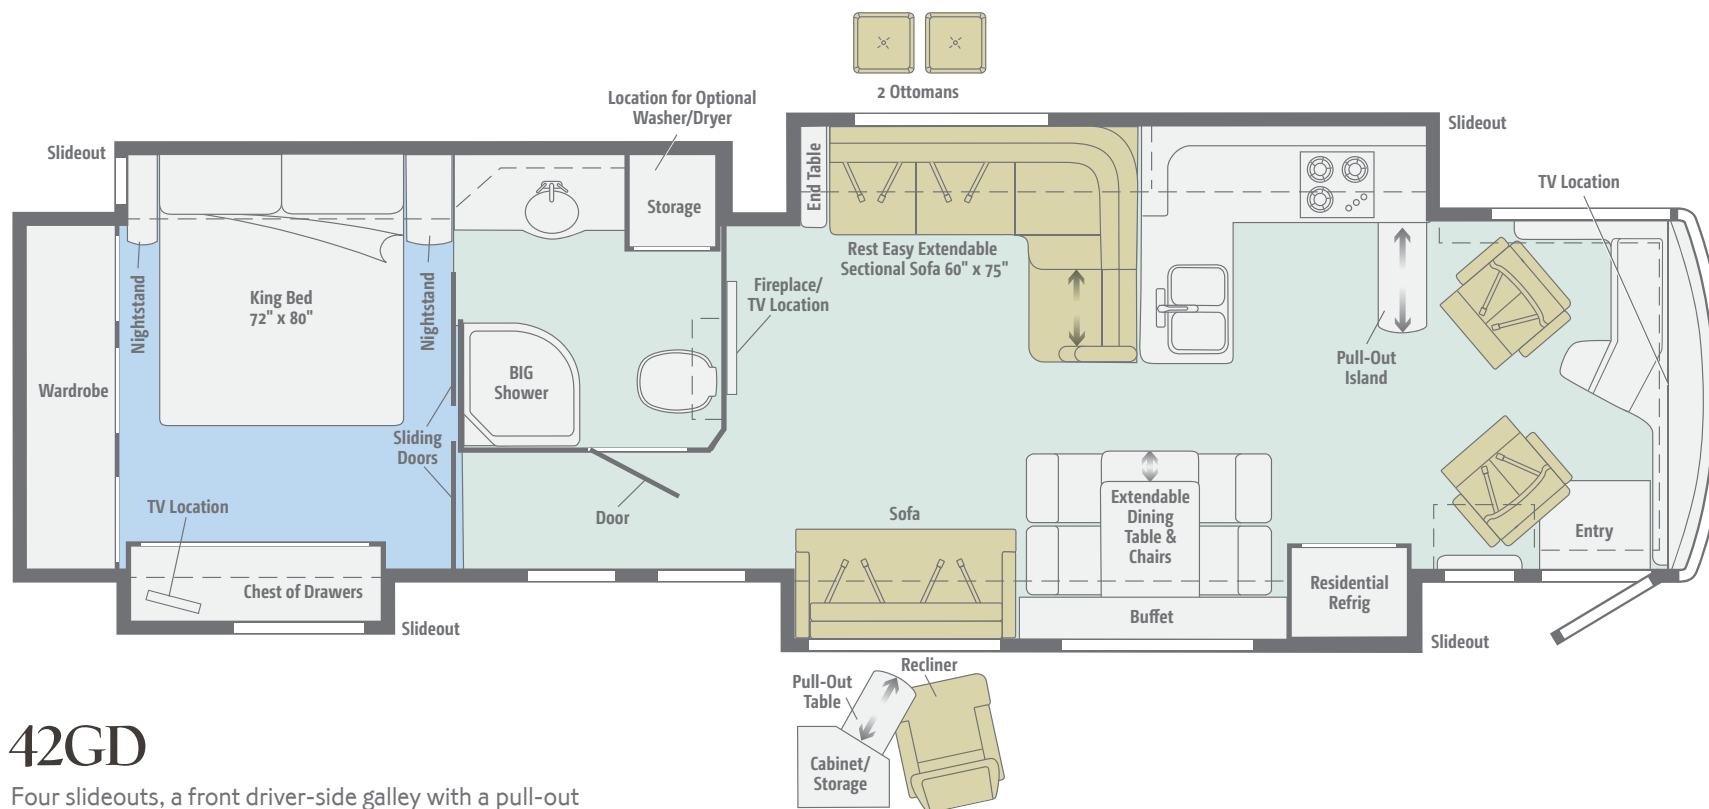 2 Ottomans
Location for Optional
Washer/Dryer
Slideout
Slideout
TV Location
End Table
Storage
Rest Easy Extendable
Sectional Sofa 60" x 75"
Nightstand
King Bed
72" x 80"
Nightstand
Fireplace/
TV Location
Pull-Out
Island
Wardrobe
BIG
Shower
Sliding
Doors
TV Location
Door
Sofa
Extendable
Dining
Table &
Chairs
Entry
Chest of Drawers
Residential
Refrig
Buffet
Slideout
Slideout
Recliner
Pull-Out
Table
Cabinet/
Storage
42GD
Four slideouts, a front driver-side galley with a pull-out